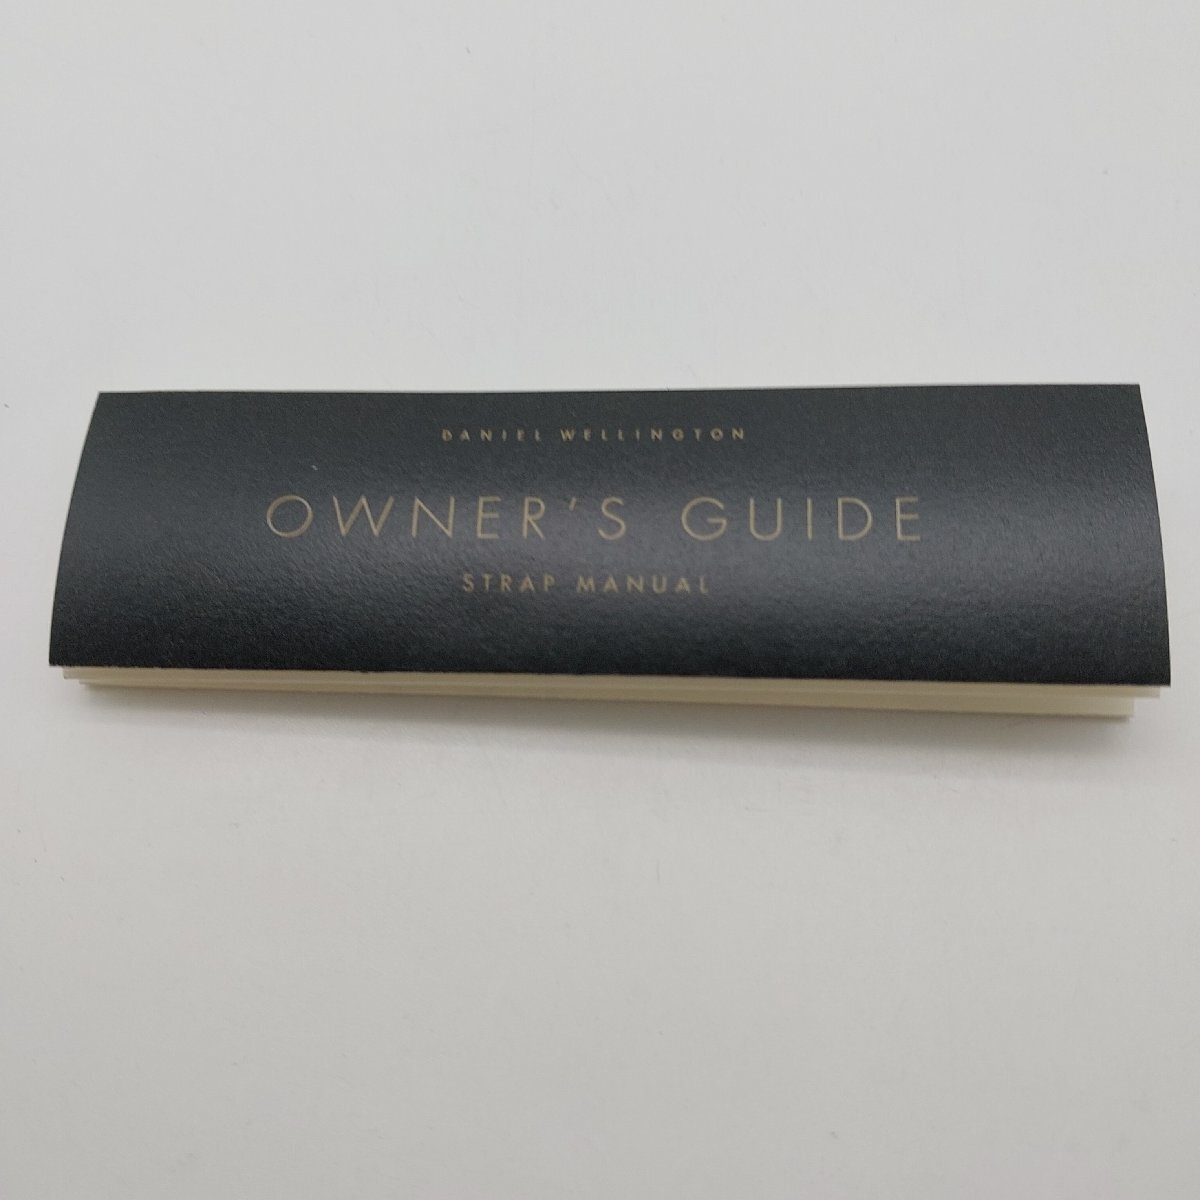 DANIEL WELLINGTON
OWNER'S GUIDE
STRAP MANUAL